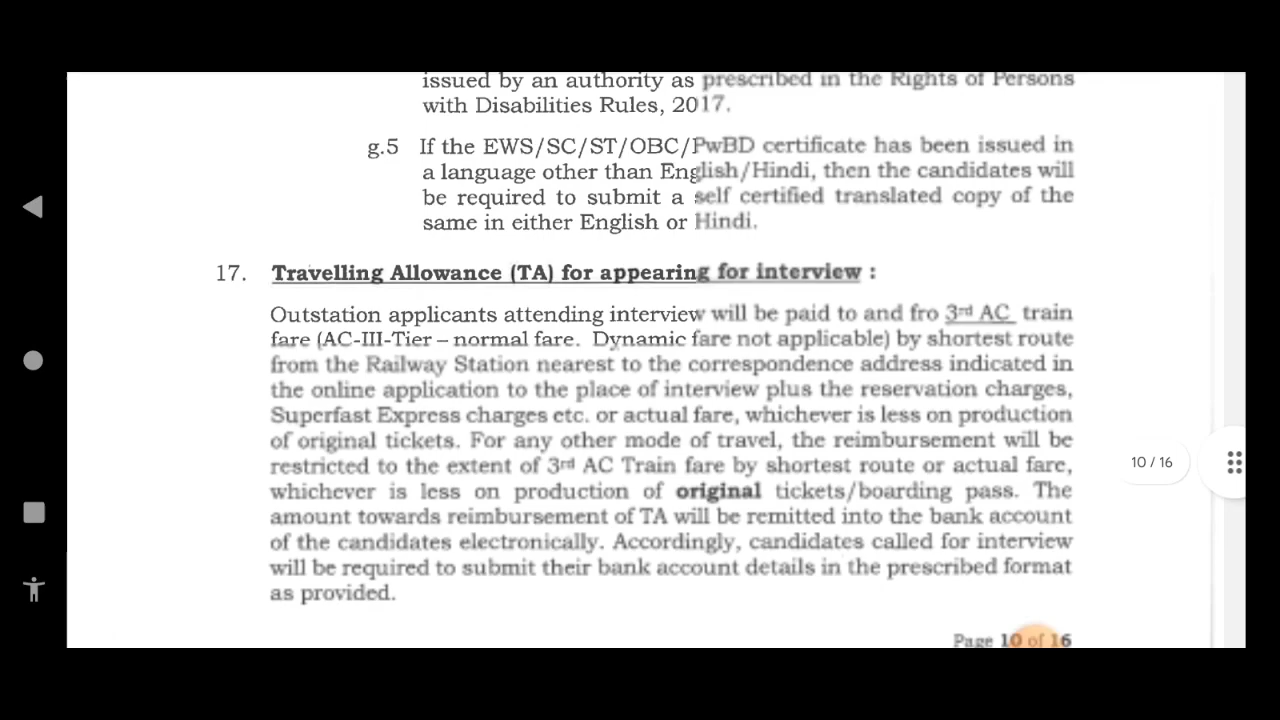 issued by an authority as prescribed in the Rights of Persons
with Disabilities Rules, 2017.
g.5 If the EWS/SC/ST/OBC/PwBD certificate has been issued in
a language other than English/Hindi, then the candidates will
be required to submit a self certified translated copy of the
same in either English or Hindi.
17. Travelling Allowance (TA) for appearing for interview :
Outstation applicants attending interview will be paid to and fro 3rd AC train
fare (AC-III-Tier – normal fare. Dynamic fare not applicable) by shortest route
from the Railway Station nearest to the correspondence address indicated in
the online application to the place of interview plus the reservation charges,
Superfast Express charges etc. or actual fare, whichever is less on production
of original tickets. For any other mode of travel, the reimbursement will be
restricted to the extent of 3rd AC Train fare by shortest route or actual fare,
whichever is less on production of original tickets/boarding pass. The
amount towards reimbursement of TA will be remitted into the bank account
of the candidates electronically. Accordingly, candidates called for interview
will be required to submit their bank account details in the prescribed format
as provided.
10 / 16
Page 10 of 16